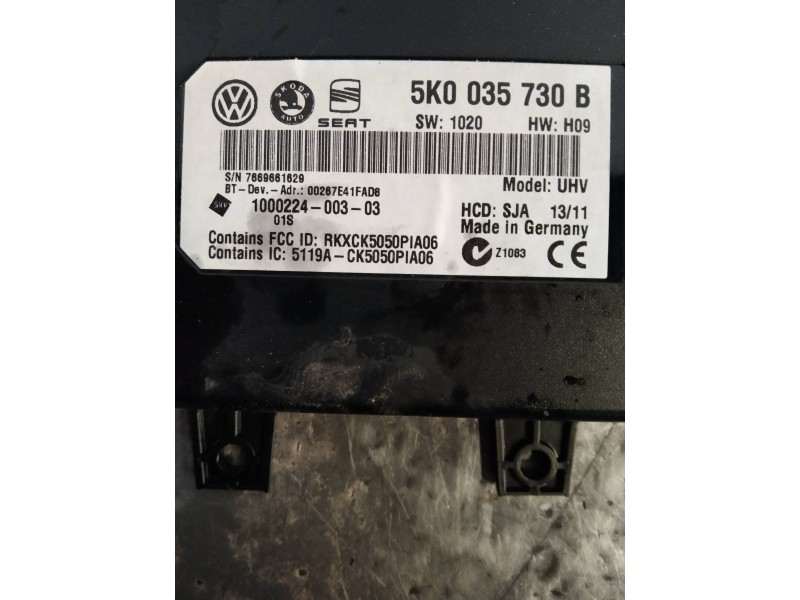 ŠKODA
AUTO
SEAT
5K0 035 730 B
SW: 1020 HW: H09
S/N 7669661629
BT-Dev.-Adr.: 00267E41FAD6
Model: UHV
1000224-003-03
01S
HCD: SJA 13/11
Made in Germany
Contains FCC ID: RKXCK5050PIA06
Contains IC: 5119A-CK5050PIA06
Z1083
CE